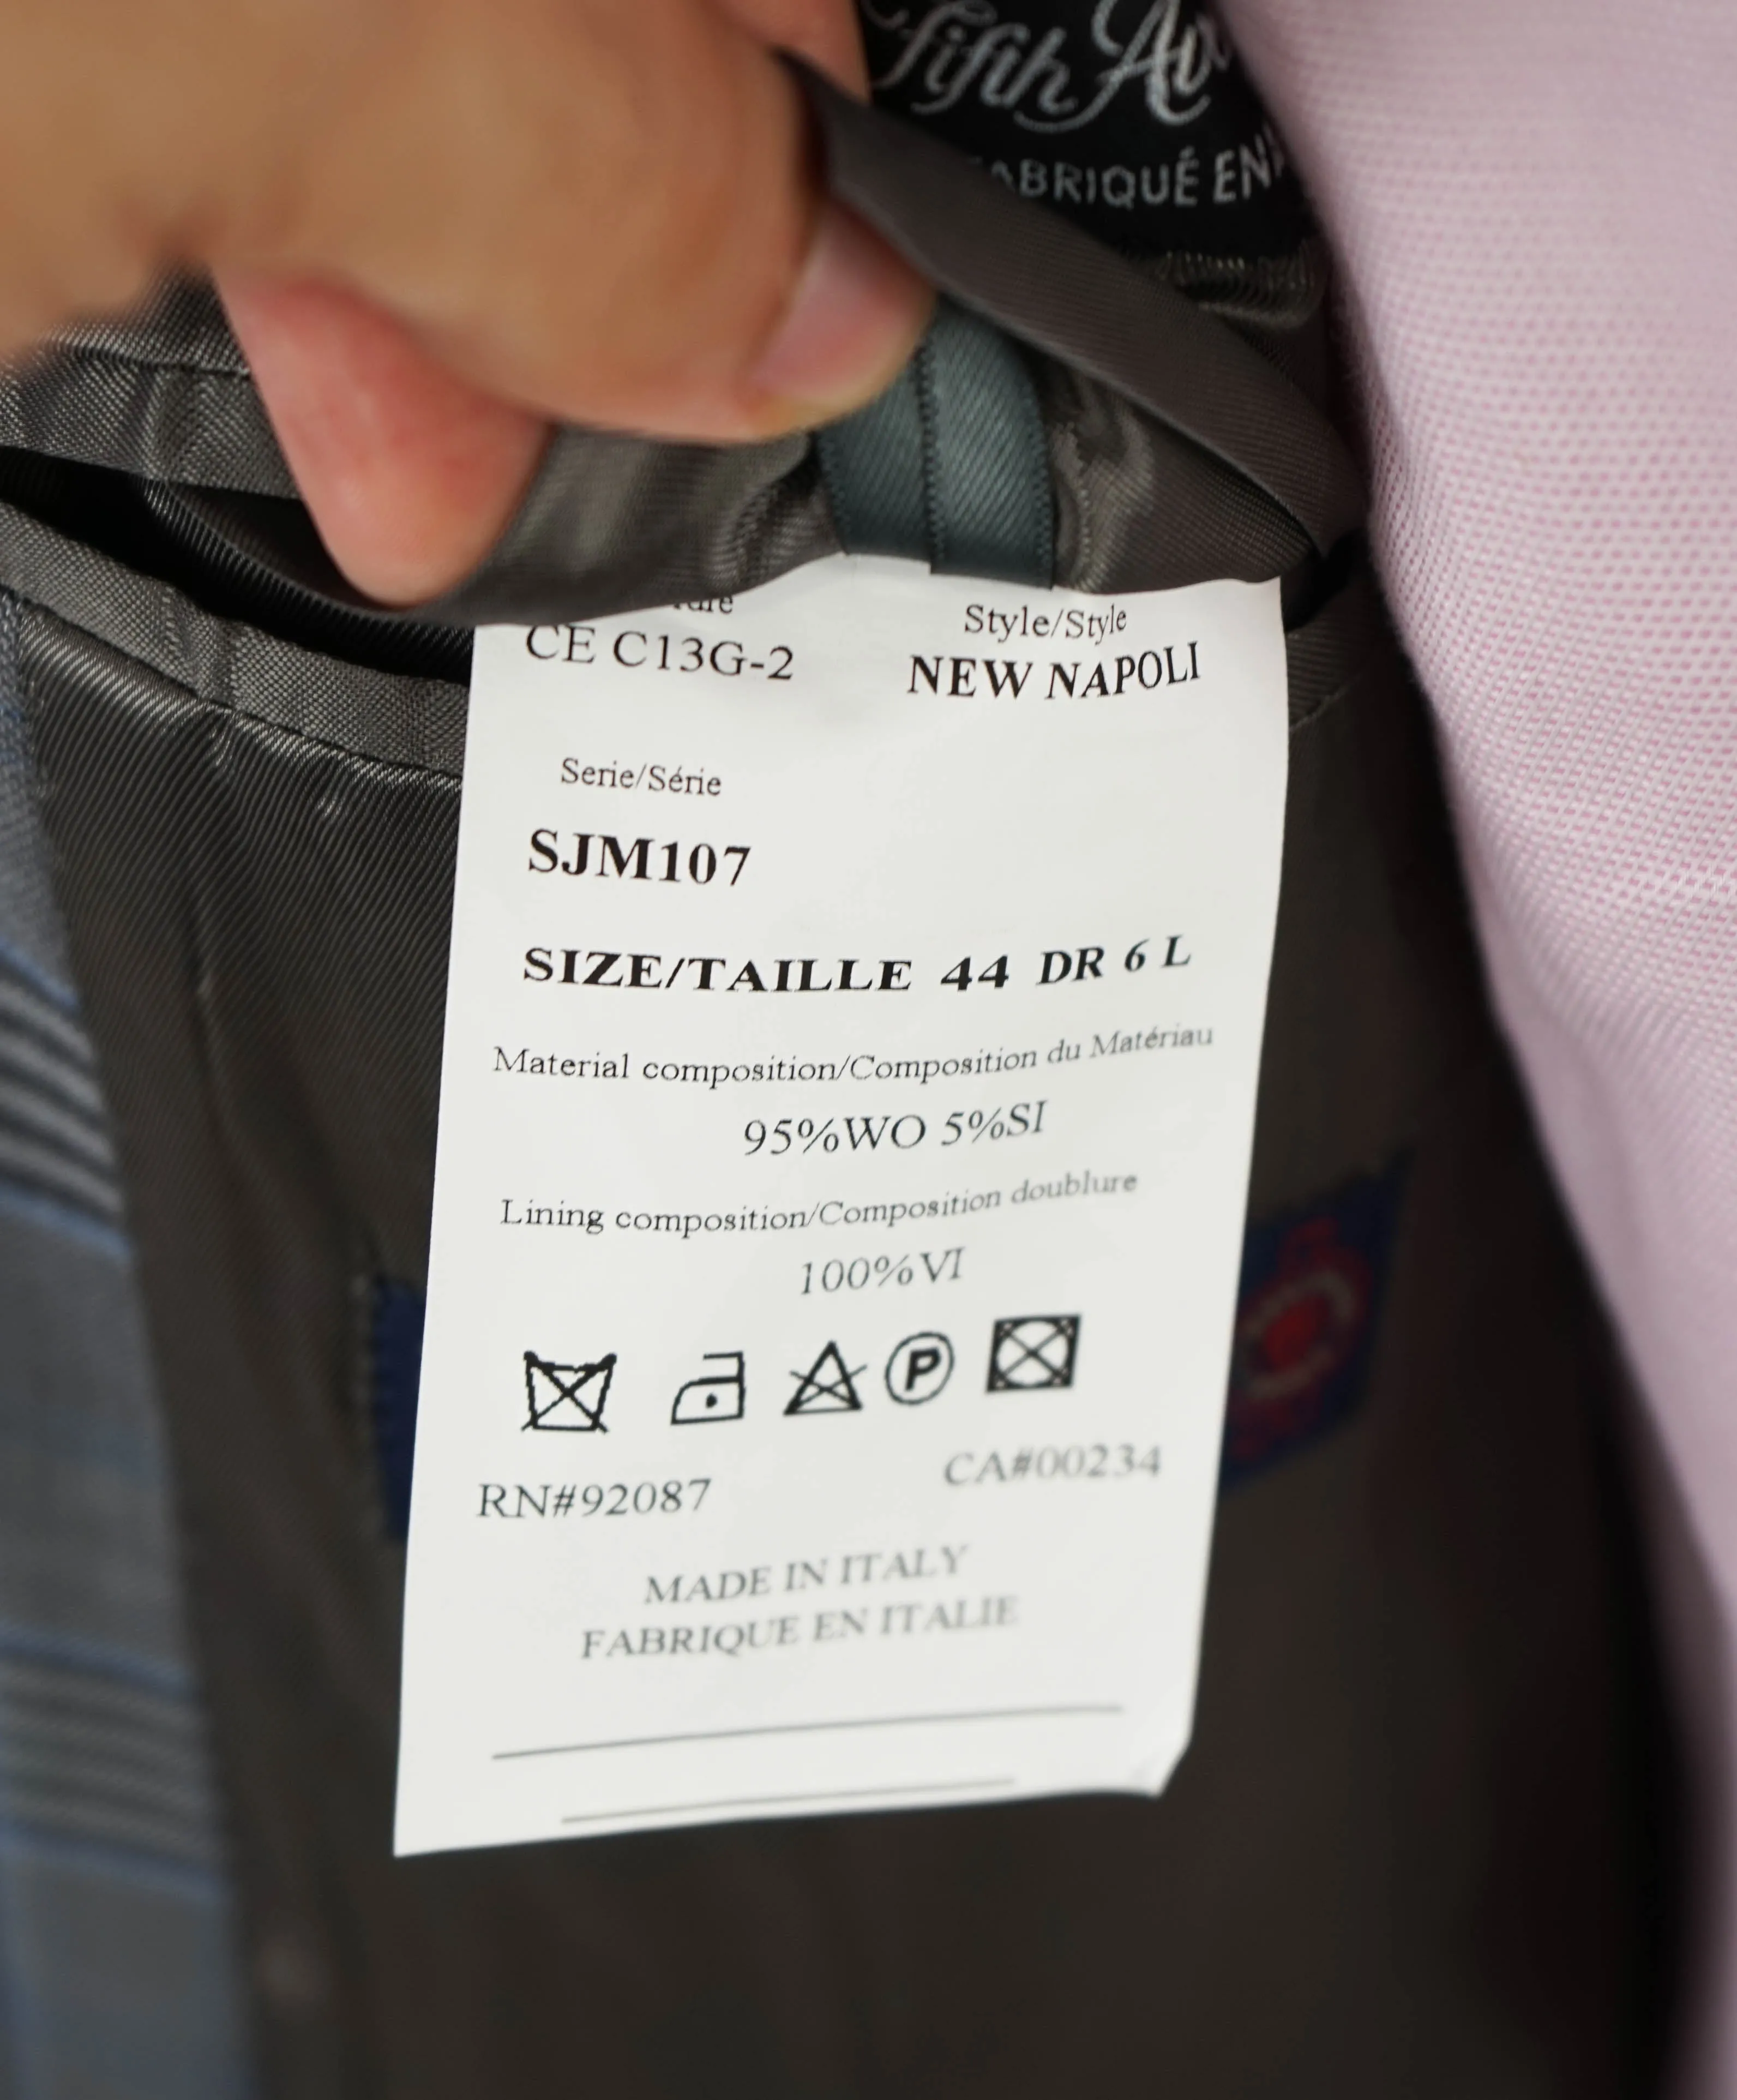 Fifth
FABRIQUÉ EN
Style/Style
CE C13G-2
NEW NAPOLI
Serie/Série
SJM107
SIZE/TAILLE 44 DR 6 L
Material composition/Composition du Matériau
95%WO 5%SI
Lining composition/Composition doublure
100%VI
P
RN#92087
CA#00234
MADE IN ITALY
FABRIQUE EN ITALIE